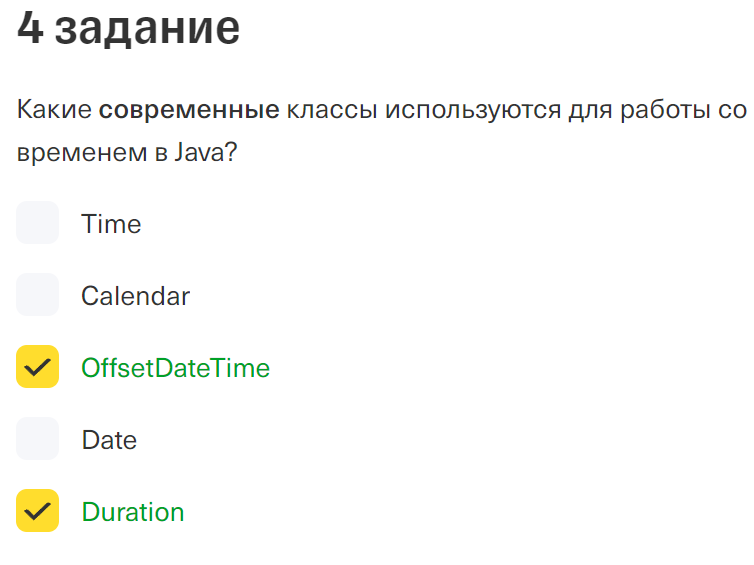 4 задание
Какие современные классы используются для работы со
временем в Java?
Time
Calendar
OffsetDateTime
Date
Duration